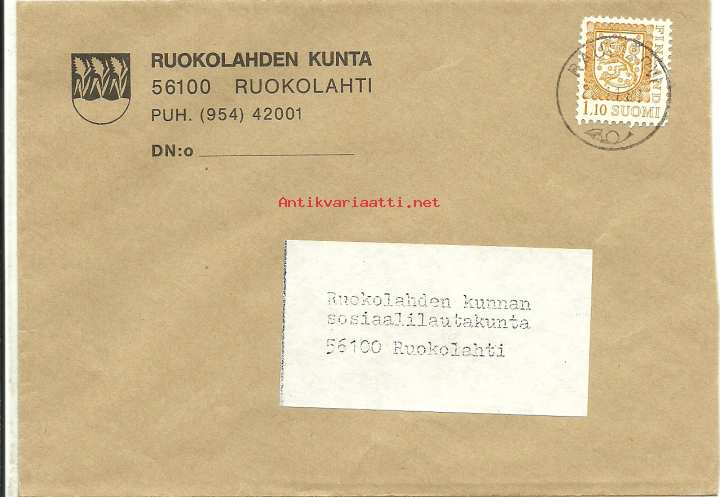 RUOKOLAHDEN KUNTA
56100 RUOKOLAHTI
PUH. (954) 42001
DN:o
FINLAND
1.10 SUOMI
Antikvariaatti.net
Ruokolahden kunnan
sosiaalilautakunta
56100 Ruokolahti